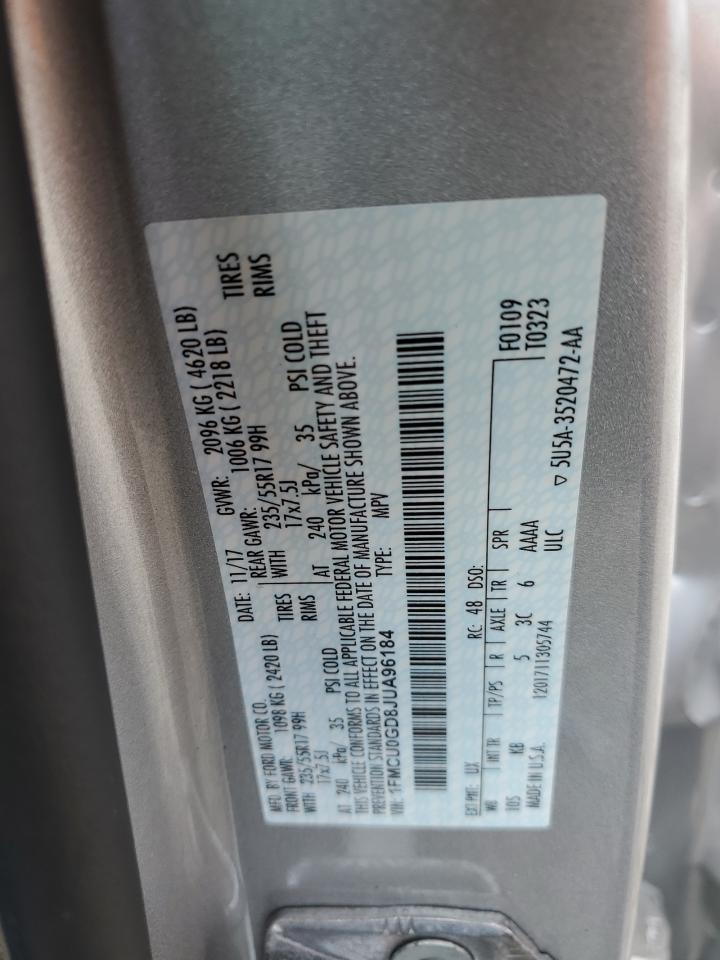 MFD. BY FORD MOTOR CO.
DATE: 11/17 GVWR: 2096 KG ( 4620 LB)
FRONT GAWR: 1098 KG ( 2420 LB) REAR GAWR: 1006 KG ( 2218 LB)
WITH 235/55R17 99H TIRES WITH 235/55R17 99H TIRES
17x7.5J RIMS 17x7.5J RIMS
AT 240 kPa/ 35 PSI COLD AT 240 kPa/ 35 PSI COLD
THIS VEHICLE CONFORMS TO ALL APPLICABLE FEDERAL MOTOR VEHICLE SAFETY AND THEFT
PREVENTION STANDARDS IN EFFECT ON THE DATE OF MANUFACTURE SHOWN ABOVE.
VIN: 1FMCU0GD8JUA96184 TYPE: MPV
F0109
T0323
EXT PNT: UX RC: 48 DSO:
WB INT TR TP/PS R AXLE TR SPR
105 KB 5 3C 6 AAAA
MADE IN U.S.A. 1201711305744 ULC
▽ 5U5A-3520472-AA